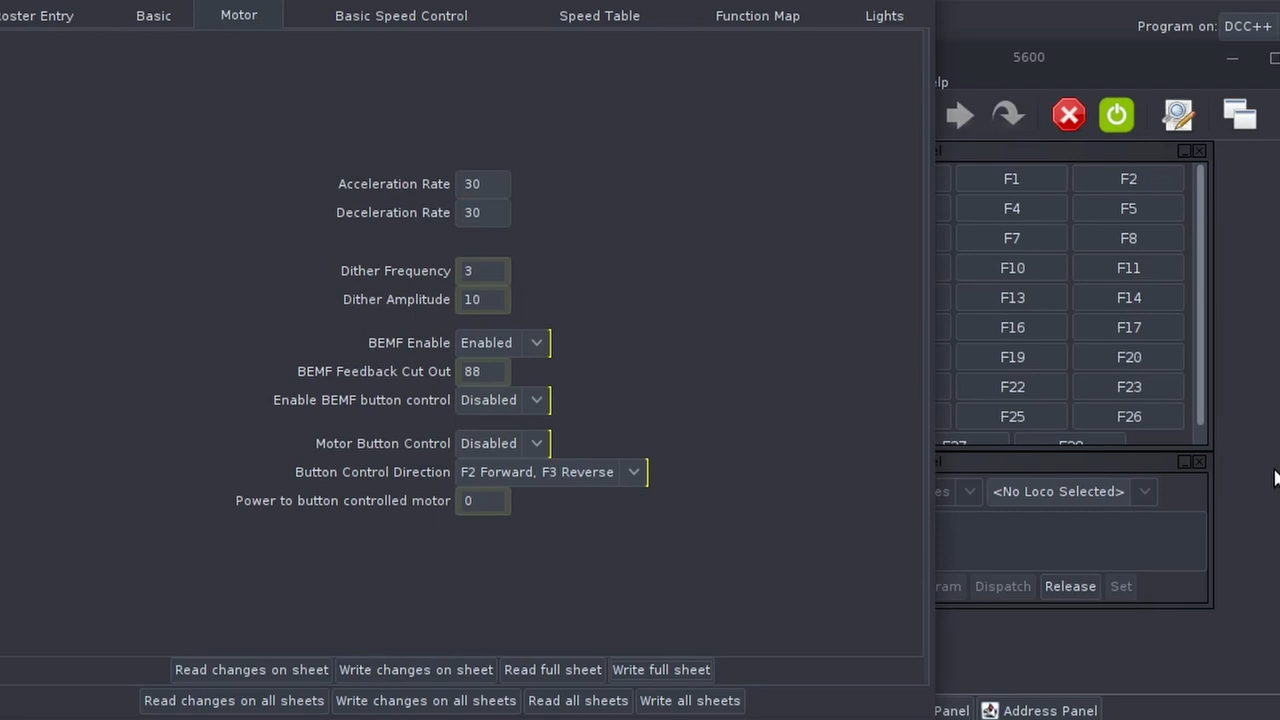 Roster Entry Basic Motor Basic Speed Control Speed Table Function Map Lights
Program on: DCC++
5600
Acceleration Rate 30
Deceleration Rate 30
Dither Frequency 3
Dither Amplitude 10
BEMF Enable Enabled
BEMF Feedback Cut Out 88
Enable BEMF button control Disabled
Motor Button Control Disabled
Button Control Direction F2 Forward, F3 Reverse
Power to button controlled motor 0
Read changes on sheet Write changes on sheet Read full sheet Write full sheet
Read changes on all sheets Write changes on all sheets Read all sheets Write all sheets
elp
el
F1 F2
F4 F5
F7 F8
F10 F11
F13 F14
F16 F17
F19 F20
F22 F23
F25 F26
F27 F28
el
es <No Loco Selected>
ram Dispatch Release Set
Panel Address Panel